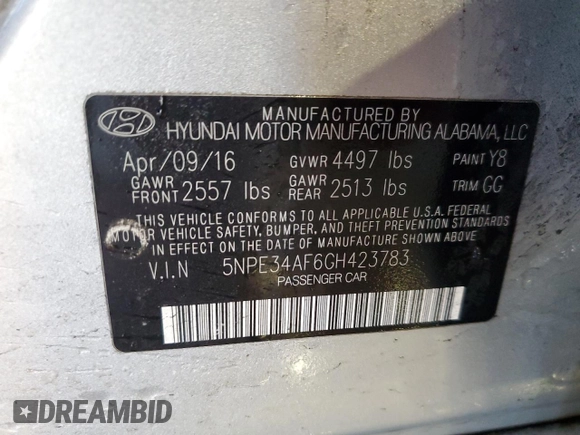 MANUFACTURED BY
HYUNDAI MOTOR MANUFACTURING ALABAMA, LLC
Apr/09/16 GVWR 4497 lbs PAINT Y8
GAWR FRONT 2557 lbs GAWR REAR 2513 lbs TRIM GG
THIS VEHICLE CONFORMS TO ALL APPLICABLE U.S.A. FEDERAL
MOTOR VEHICLE SAFETY, BUMPER, AND THEFT PREVENTION STANDARDS
IN EFFECT ON THE DATE OF MANUFACTURE SHOWN ABOVE.
V.I.N 5NPE34AF6GH423783
PASSENGER CAR
DREAMBID